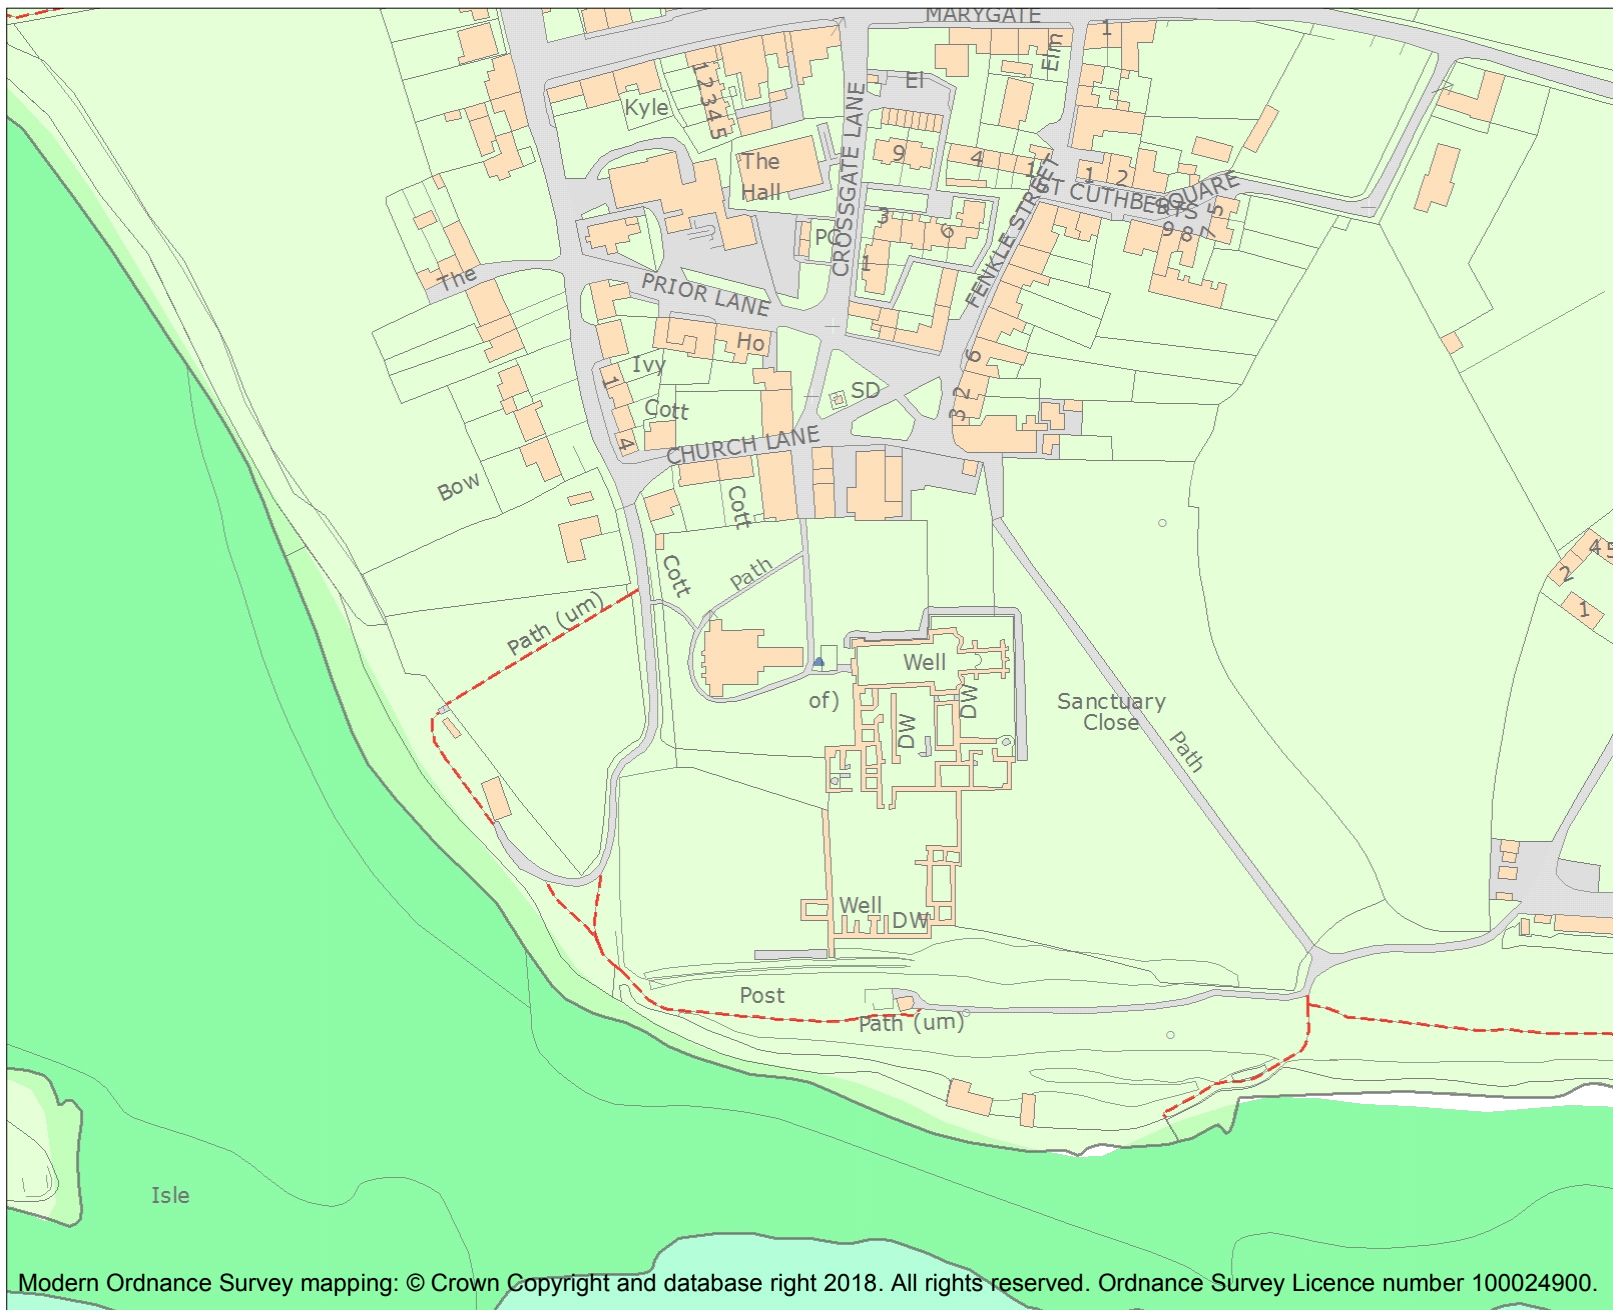 MARYGATE
1
Elm
El
Kyle
1 2 3 4 5
The
Hall
CROSSGATE LANE
9
4
1
1
2
ST CUTHBERTS
SQUARE
5
7
8
9
3
6
PC
1
FENKLE STREET
The
PRIOR LANE
Ho
Ivy
1
Cott
4
SD
6
2
3
CHURCH LANE
Bow
Cott
Cott
Path
Path (um)
4
5
2
1
Well
of)
DW
DW
Sanctuary
Close
Path
Well
DW
Post
Path (um)
Isle
Modern Ordnance Survey mapping: © Crown Copyright and database right 2018. All rights reserved. Ordnance Survey Licence number 100024900.